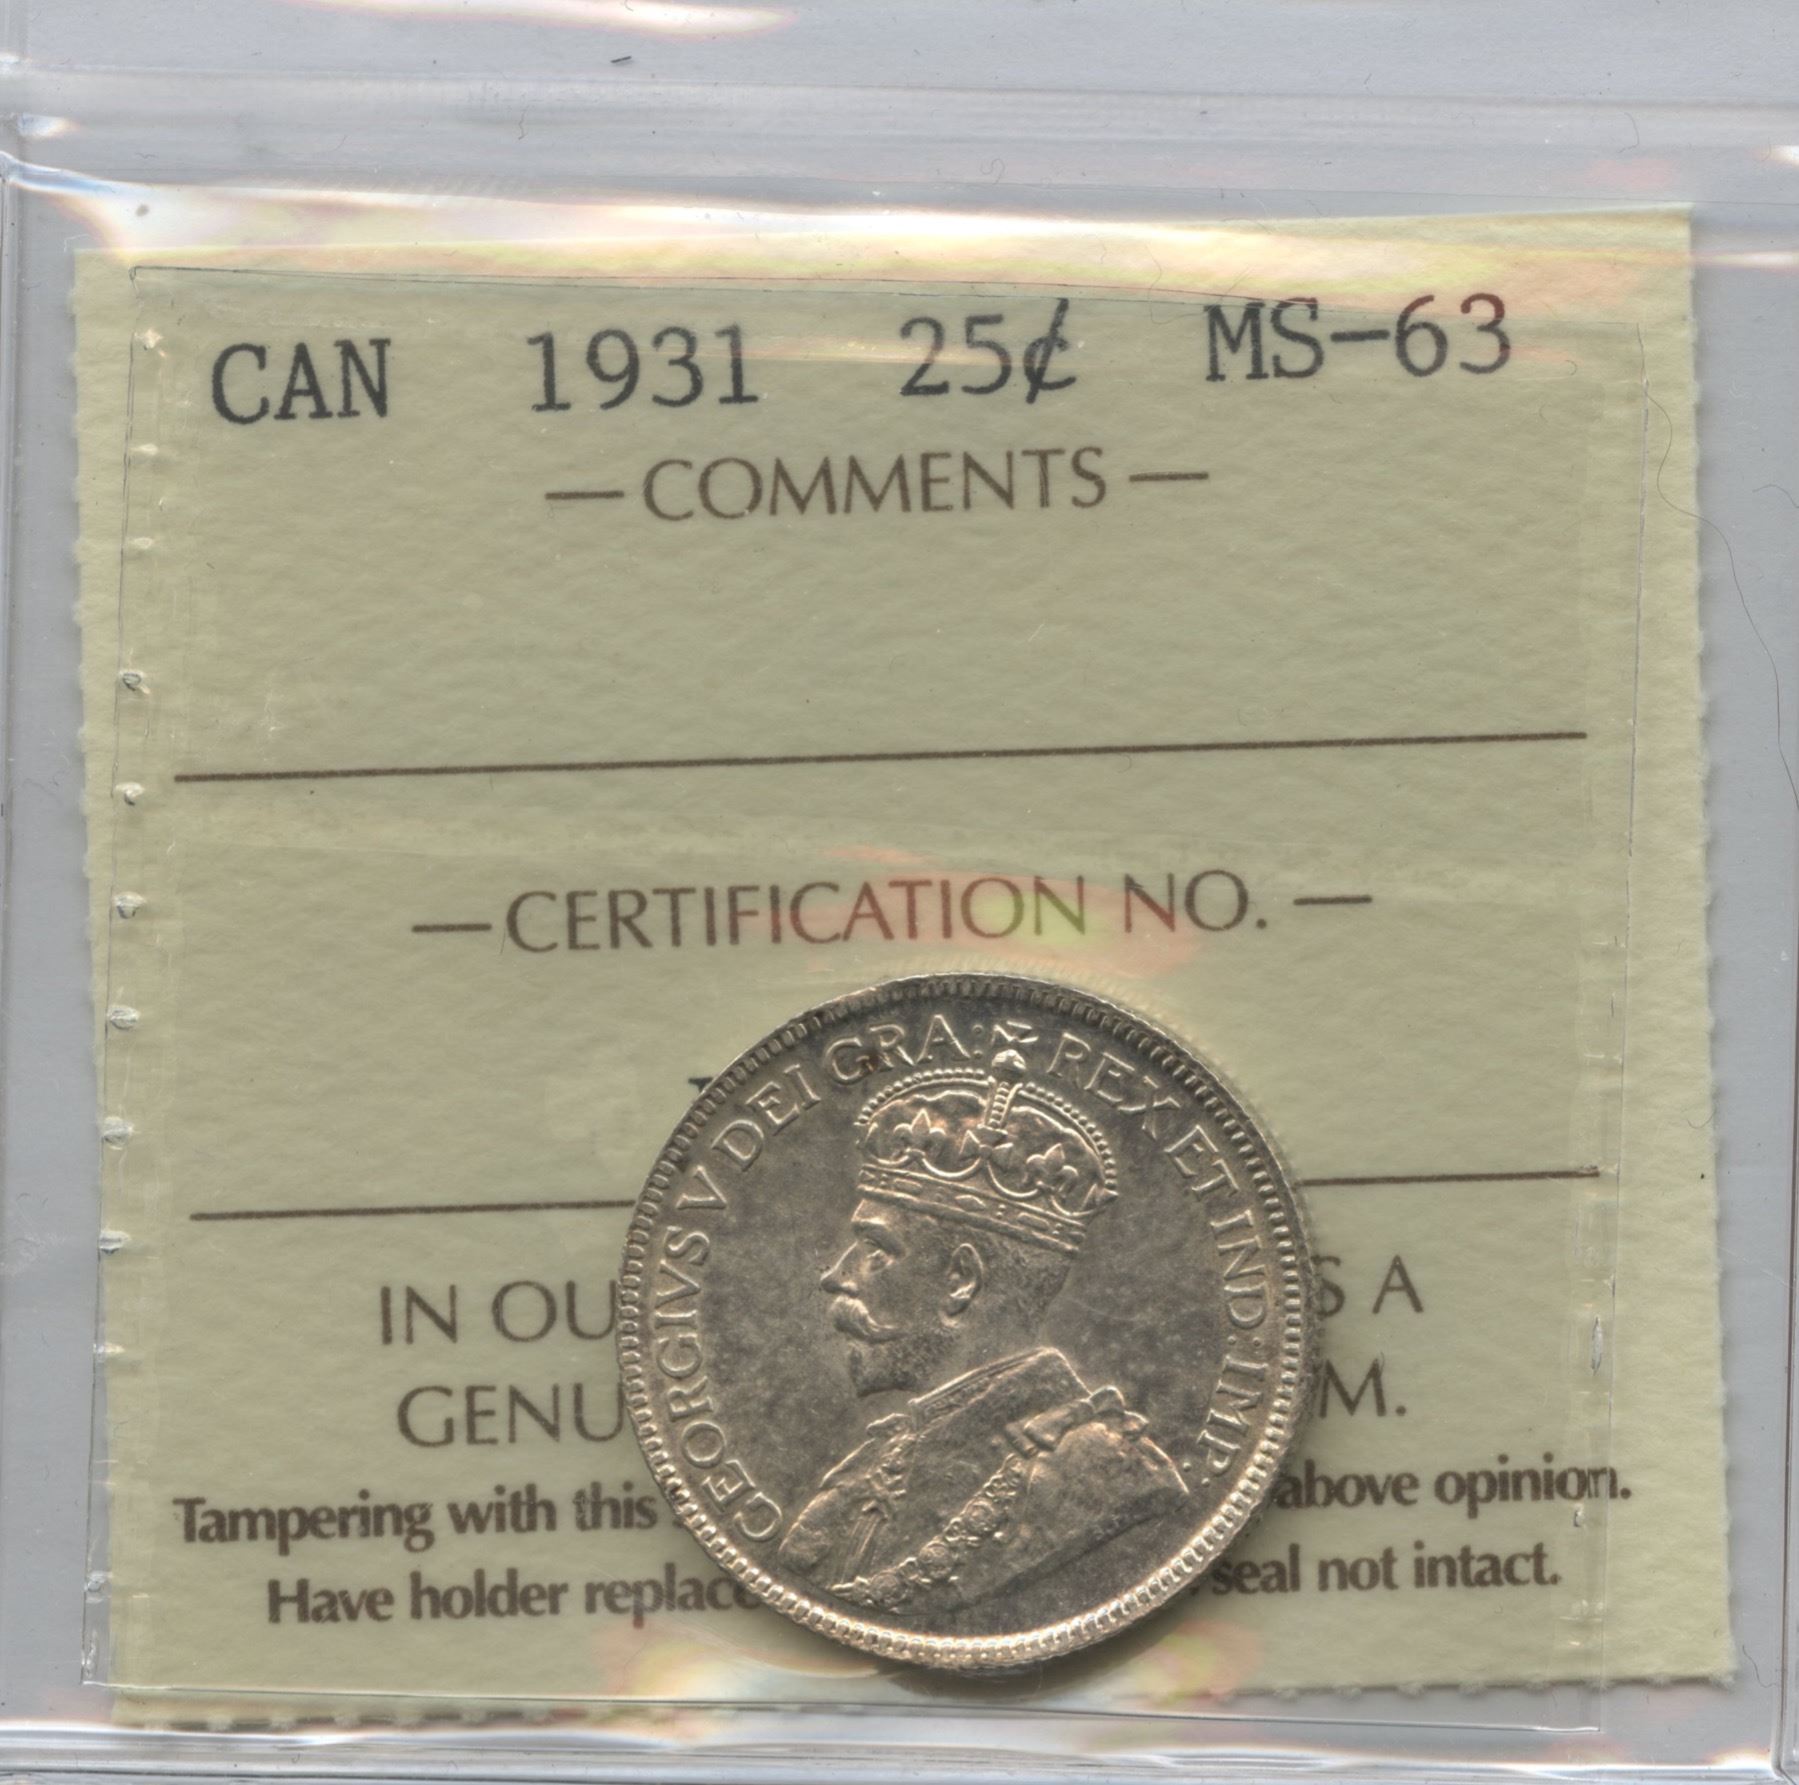 CAN 1931 25¢ MS-63
— COMMENTS —
— CERTIFICATION NO. —
GEORGIVS V DEI GRA: REX ET IND: IMP:
IN OU S A
GENU M.
Tampering with this above opinion.
Have holder replac seal not intact.